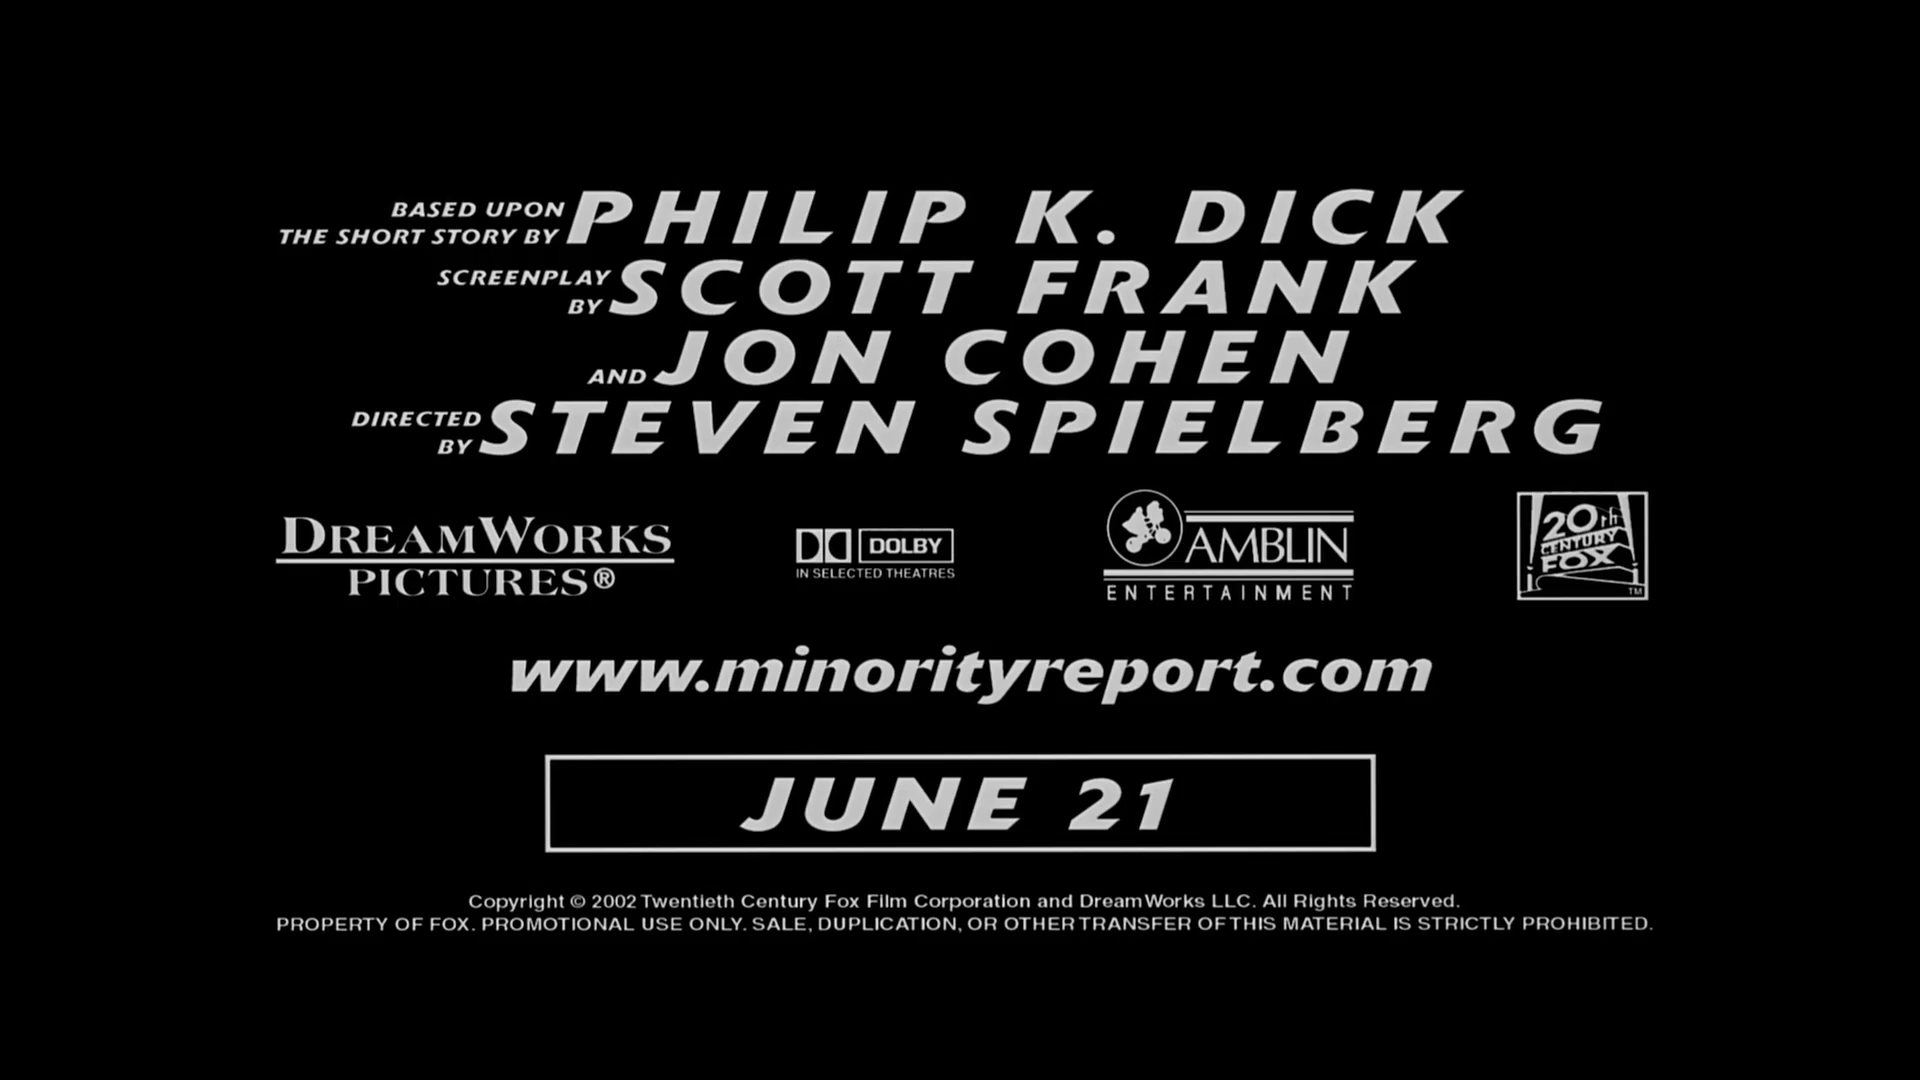 BASED UPON
THE SHORT STORY BY PHILIP K. DICK
SCREENPLAY
BY SCOTT FRANK
AND JON COHEN
DIRECTED
BY STEVEN SPIELBERG
DREAMWORKS
PICTURES®
DOLBY
IN SELECTED THEATRES
AMBLIN
ENTERTAINMENT
20th
CENTURY
FOX
TM
www.minorityreport.com
JUNE 21
Copyright © 2002 Twentieth Century Fox Film Corporation and DreamWorks LLC. All Rights Reserved.
PROPERTY OF FOX. PROMOTIONAL USE ONLY. SALE, DUPLICATION, OR OTHER TRANSFER OF THIS MATERIAL IS STRICTLY PROHIBITED.